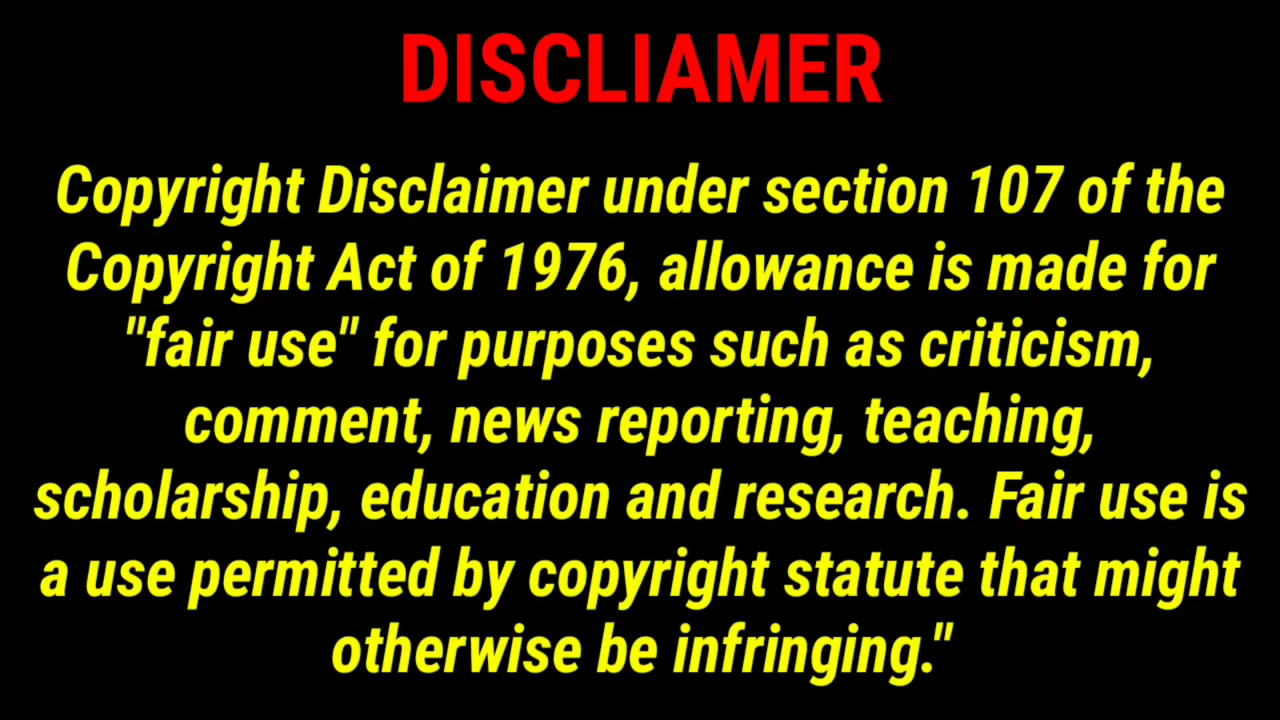 DISCLIAMER
Copyright Disclaimer under section 107 of the
Copyright Act of 1976, allowance is made for
"fair use" for purposes such as criticism,
comment, news reporting, teaching,
scholarship, education and research. Fair use is
a use permitted by copyright statute that might
otherwise be infringing."